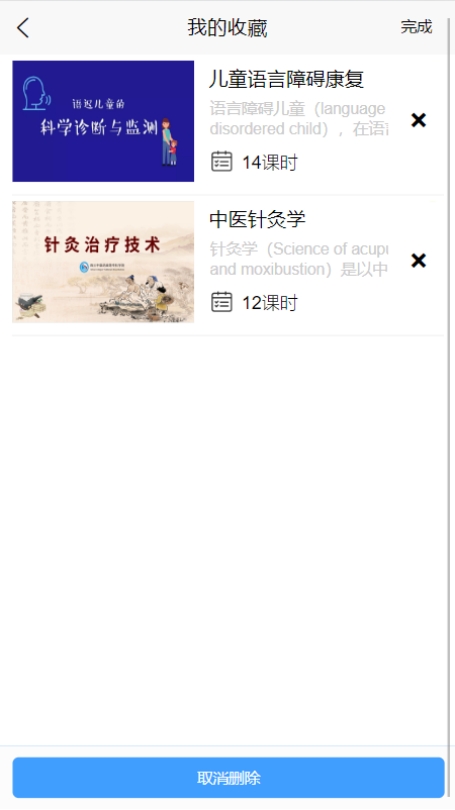 我的收藏
完成
语迟儿童的
科学诊断与监测
儿童语言障碍康复
语言障碍儿童（language
disordered child），在语言
14课时
针灸治疗技术
中医针灸学
针灸学（Science of acupu
and moxibustion）是以中
12课时
取消删除